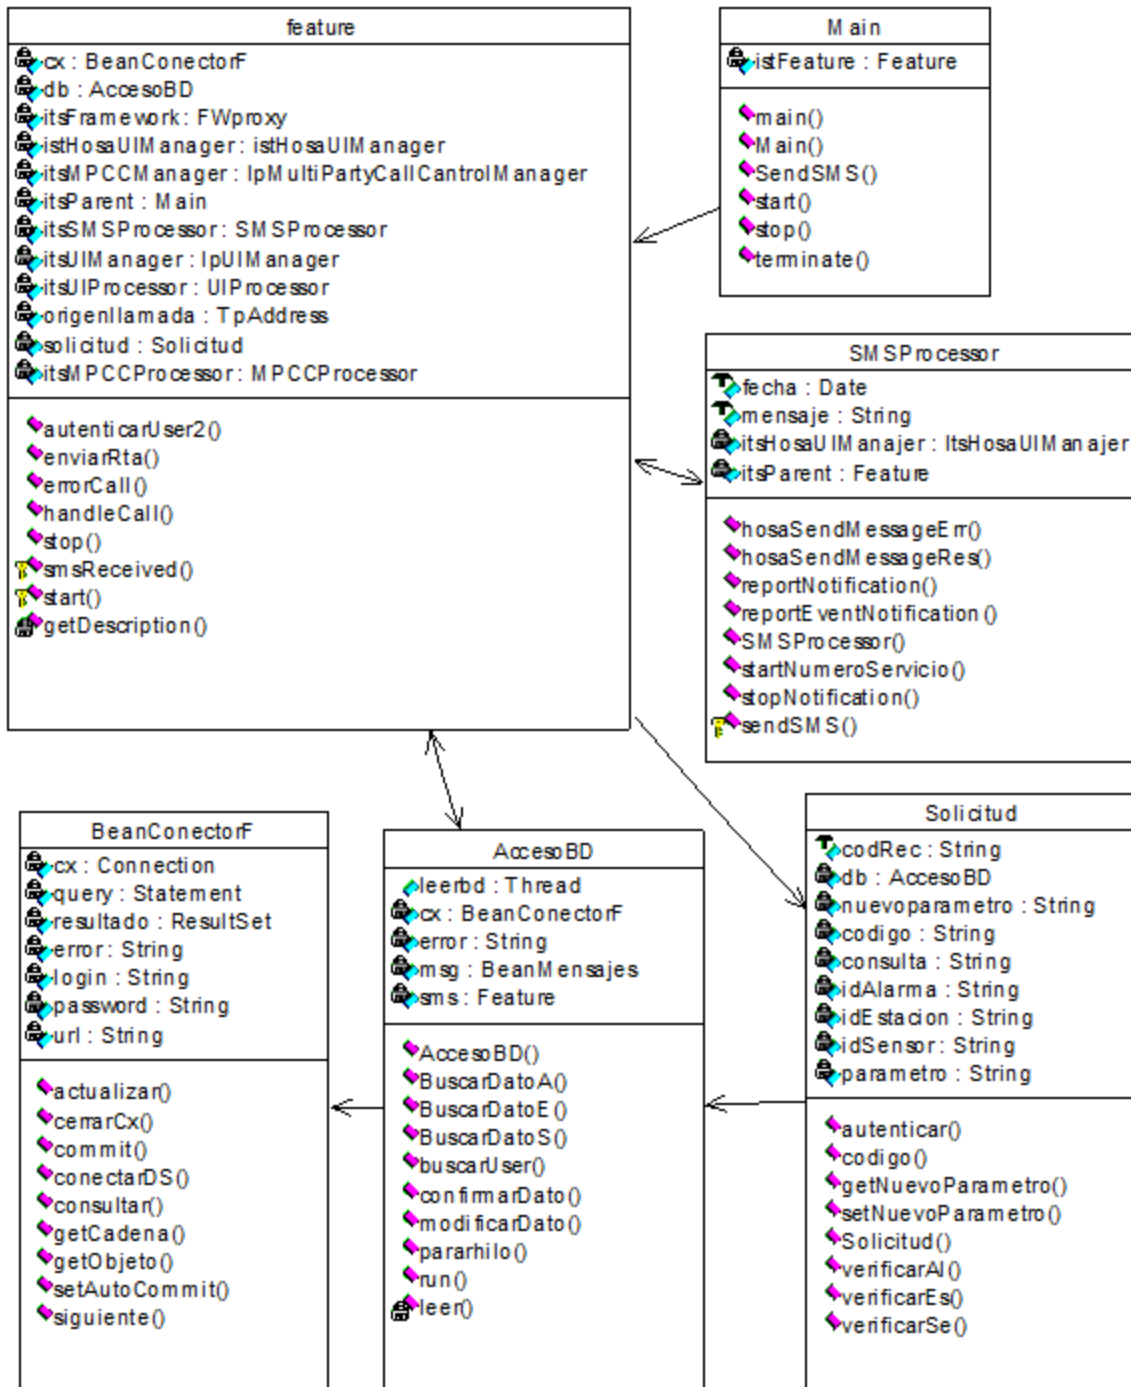 feature
cx : BeanConectorF
db : AccesoBD
itsFramework : FWproxy
istHosaUIManager : istHosaUIManager
itsMPCCManager : IpMultiPartyCallCantrolManager
itsParent : Main
itsSMSProcessor : SMSProcessor
itsUIManager : IpUIManager
itsUIProcessor : UIProcessor
origenllamada : TpAddress
solicitud : Solicitud
itsMPCCProcessor : MPCCProcessor
autenticarUser2()
enviarRta()
errorCall()
handleCall()
stop()
smsReceived()
start()
getDescription()
Main
istFeature : Feature
main()
Main()
SendSMS()
start()
stop()
terminate()
SMSProcessor
fecha : Date
mensaje : String
itsHosaUIManajer : ItsHosaUIManajer
itsParent : Feature
hosaSendMessageErr()
hosaSendMessageRes()
reportNotification()
reportEventNotification()
SMSProcessor()
startNumeroServicio()
stopNotification()
sendSMS()
BeanConectorF
cx : Connection
query : Statement
resultado : ResultSet
error : String
login : String
password : String
url : String
actualizar()
cerrarCx()
commit()
conectarDS()
consultar()
getCadena()
getObjeto()
setAutoCommit()
siguiente()
AccesoBD
leerbd : Thread
cx : BeanConectorF
error : String
msg : BeanMensajes
sms : Feature
AccesoBD()
BuscarDatoA()
BuscarDatoE()
BuscarDatoS()
buscarUser()
confirmarDato()
modificarDato()
pararhilo()
run()
leer()
Solicitud
codRec : String
db : AccesoBD
nuevoparametro : String
codigo : String
consulta : String
idAlarma : String
idEstacion : String
idSensor : String
parametro : String
autenticar()
codigo()
getNuevoParametro()
setNuevoParametro()
Solicitud()
verificarAl()
verificarEs()
verificarSe()